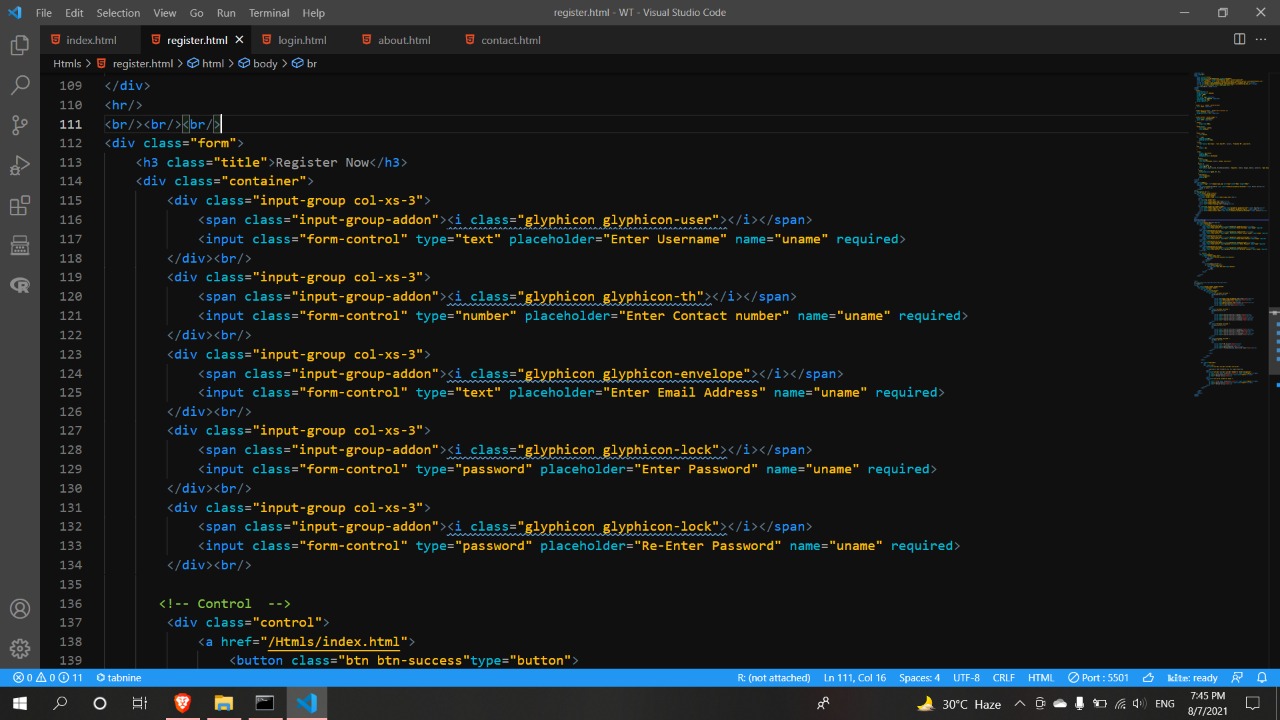 File Edit Selection View Go Run Terminal Help register.html - WT - Visual Studio Code
index.html register.html login.html about.html contact.html
Htmls > register.html > html > body > br
109 </div>
110 <hr/>
111 <br/><br/><br/>
112 <div class="form">
113 <h3 class="title">Register Now</h3>
114 <div class="container">
115 <div class="input-group col-xs-3">
116 <span class="input-group-addon"><i class="glyphicon glyphicon-user"></i></span>
117 <input class="form-control" type="text" placeholder="Enter Username" name="uname" required>
118 </div><br/>
119 <div class="input-group col-xs-3">
120 <span class="input-group-addon"><i class="glyphicon glyphicon-th"></i></span>
121 <input class="form-control" type="number" placeholder="Enter Contact number" name="uname" required>
122 </div><br/>
123 <div class="input-group col-xs-3">
124 <span class="input-group-addon"><i class="glyphicon glyphicon-envelope"></i></span>
125 <input class="form-control" type="text" placeholder="Enter Email Address" name="uname" required>
126 </div><br/>
127 <div class="input-group col-xs-3">
128 <span class="input-group-addon"><i class="glyphicon glyphicon-lock"></i></span>
129 <input class="form-control" type="password" placeholder="Enter Password" name="uname" required>
130 </div><br/>
131 <div class="input-group col-xs-3">
132 <span class="input-group-addon"><i class="glyphicon glyphicon-lock"></i></span>
133 <input class="form-control" type="password" placeholder="Re-Enter Password" name="uname" required>
134 </div><br/>
135
136 <!-- Control -->
137 <div class="control">
138 <a href="/Htmls/index.html">
139 <button class="btn btn-success"type="button">
0 0 11 tabnine R: (not attached) Ln 111, Col 16 Spaces: 4 UTF-8 CRLF HTML Port : 5501 kite: ready
30°C Haze ENG 7:45 PM
8/7/2021